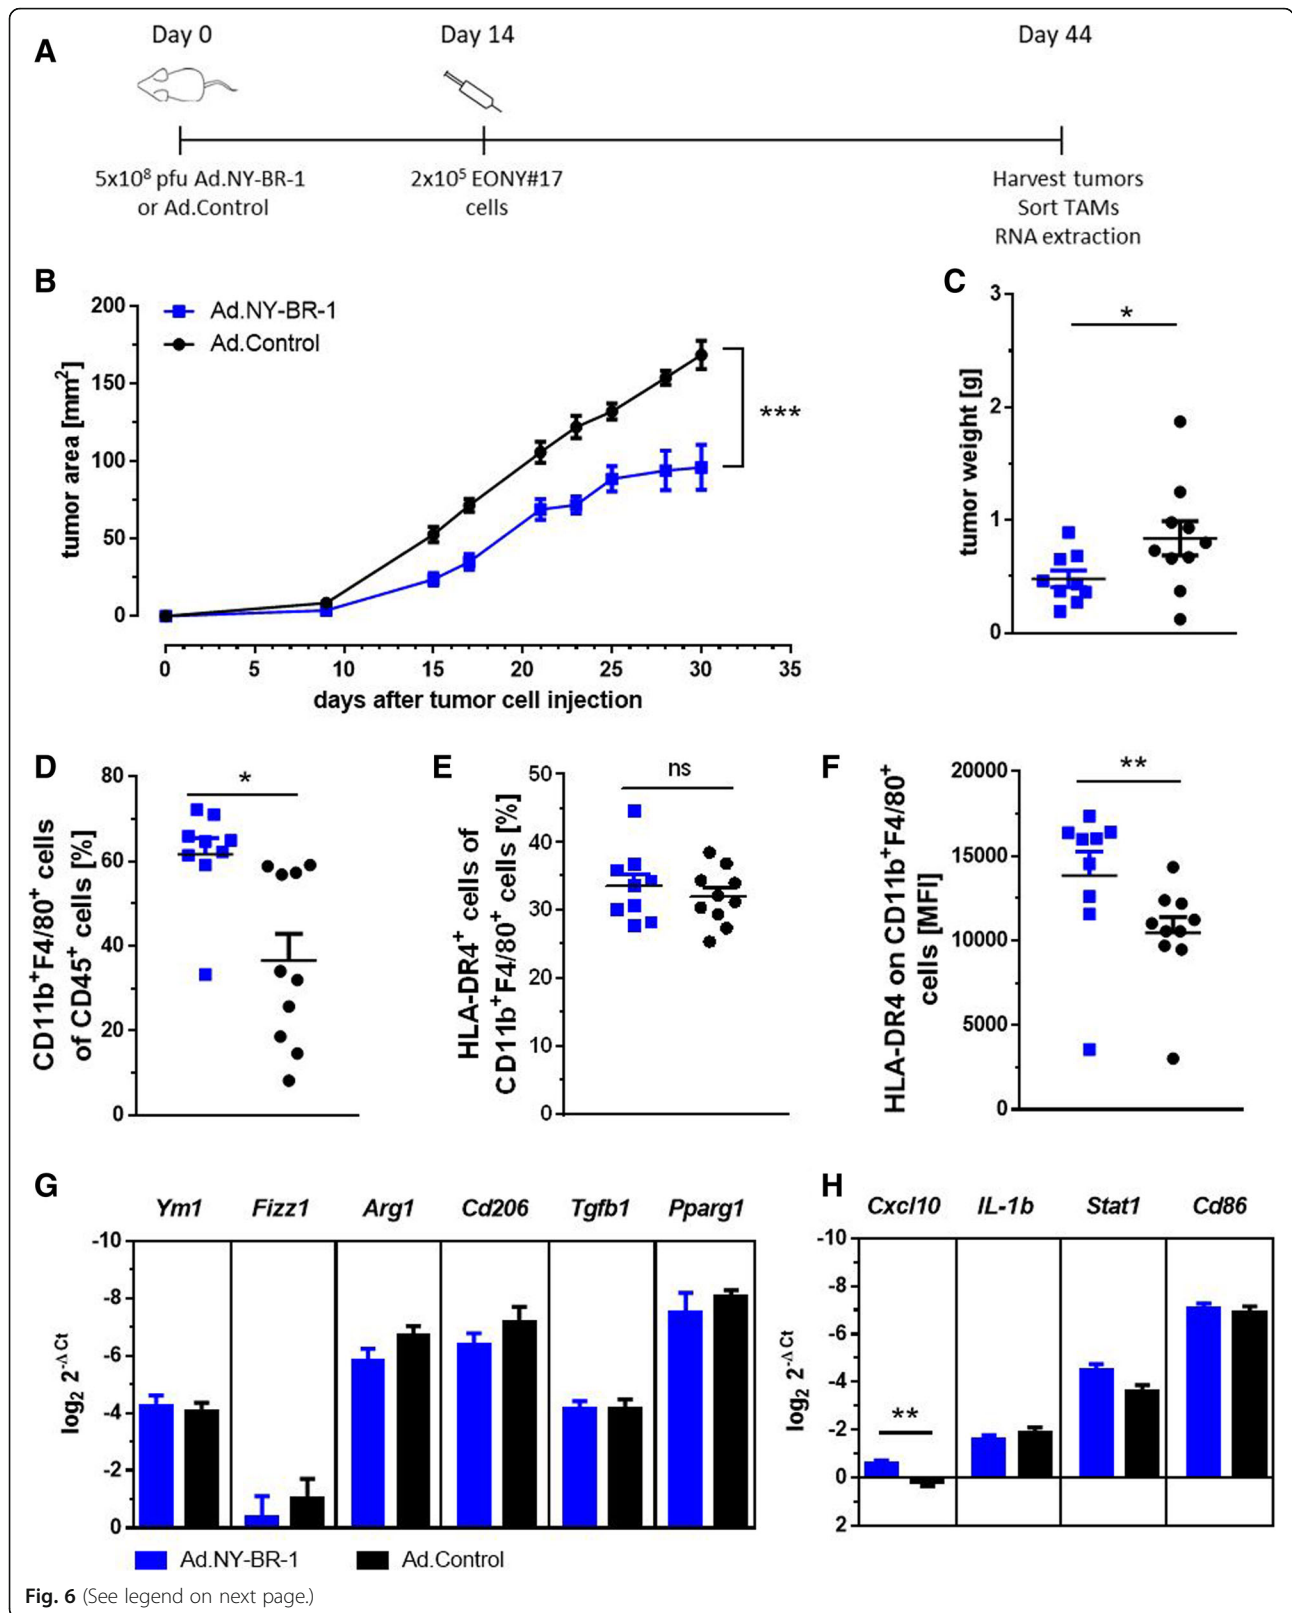 A
Day 0
Day 14
Day 44
5x10⁸ pfu Ad.NY-BR-1
or Ad.Control
2x10⁵ EONY#17
cells
Harvest tumors
Sort TAMs
RNA extraction
B
tumor area [mm²]
200
150
100
50
0
Ad.NY-BR-1
Ad.Control
***
0 5 10 15 20 25 30 35
days after tumor cell injection
C
tumor weight [g]
3
2
1
0
*
D
CD11b⁺F4/80⁺ cells
of CD45⁺ cells [%]
80
60
40
20
0
*
E
HLA-DR4⁺ cells of
CD11b⁺F4/80⁺ cells [%]
50
40
30
20
10
0
ns
F
HLA-DR4 on CD11b⁺F4/80⁺
cells [MFI]
20000
15000
10000
5000
0
**
G
Ym1 Fizz1 Arg1 Cd206 Tgfb1 Pparg1
log₂ 2^-Δ Ct
-10
-8
-6
-4
-2
0
Ad.NY-BR-1
Ad.Control
H
Cxcl10 IL-1b Stat1 Cd86
log₂ 2^-Δ Ct
-10
-8
-6
-4
-2
0
2
**
Fig. 6 (See legend on next page.)